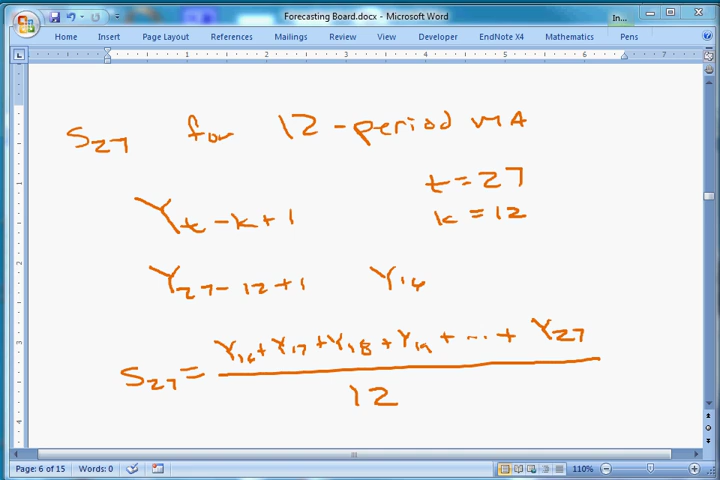 Forecasting Board.docx - Microsoft Word
In...
Home Insert Page Layout References Mailings View Developer EndNote X4 Mathematics Pens
S27 for 12-period MA
t = 27
Yt-k+1 k = 12
Y27-12+1 Y16
S27 = Y16 + Y17 + Y18 + Y19 + ... + Y27
12
Page: 6 of 15 Words: 0 110%